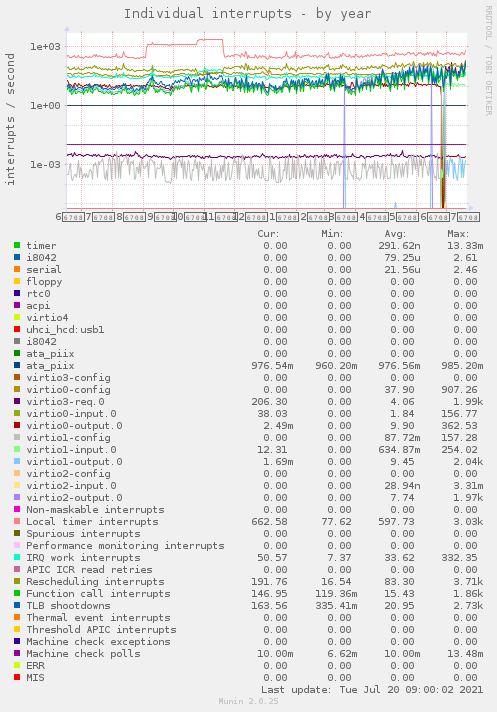 Individual interrupts - by year
RRDTOOL / TOBI OETIKER
interrupts / second
1e+03
1e+00
1e-03
Cur: Min: Avg: Max:
timer 0.00 0.00 291.62n 13.33m
i8042 0.00 0.00 79.25u 2.61
serial 0.00 0.00 21.56u 2.46
floppy 0.00 0.00 0.00 0.00
rtc0 0.00 0.00 0.00 0.00
acpi 0.00 0.00 0.00 0.00
virtio4 0.00 0.00 0.00 0.00
uhci_hcd:usb1 0.00 0.00 0.00 0.00
i8042 0.00 0.00 0.00 0.00
ata_piix 0.00 0.00 0.00 0.00
ata_piix 976.54m 960.20m 976.56m 985.20m
virtio3-config 0.00 0.00 0.00 0.00
virtio0-config 0.00 0.00 37.90 907.26
virtio3-req.0 206.30 0.00 4.06 1.99k
virtio0-input.0 38.03 0.00 1.84 156.77
virtio0-output.0 2.49m 0.00 9.90 362.53
virtio1-config 0.00 0.00 87.72m 157.28
virtio1-input.0 12.31 0.00 634.87m 254.02
virtio1-output.0 1.69m 0.00 9.45 2.04k
virtio2-config 0.00 0.00 0.00 0.00
virtio2-input.0 0.00 0.00 28.94n 3.31m
virtio2-output.0 0.00 0.00 7.74 1.97k
Non-maskable interrupts 0.00 0.00 0.00 0.00
Local timer interrupts 662.58 77.62 597.73 3.03k
Spurious interrupts 0.00 0.00 0.00 0.00
Performance monitoring interrupts 0.00 0.00 0.00 0.00
IRQ work interrupts 50.57 7.37 33.62 332.35
APIC ICR read retries 0.00 0.00 0.00 0.00
Rescheduling interrupts 191.76 16.54 83.30 3.71k
Function call interrupts 146.95 119.36m 15.43 1.86k
TLB shootdowns 163.56 335.41m 20.95 2.73k
Thermal event interrupts 0.00 0.00 0.00 0.00
Threshold APIC interrupts 0.00 0.00 0.00 0.00
Machine check exceptions 0.00 0.00 0.00 0.00
Machine check polls 10.00m 6.62m 10.00m 13.48m
ERR 0.00 0.00 0.00 0.00
MIS 0.00 0.00 0.00 0.00
Last update: Tue Jul 20 09:00:02 2021
Munin 2.0.25